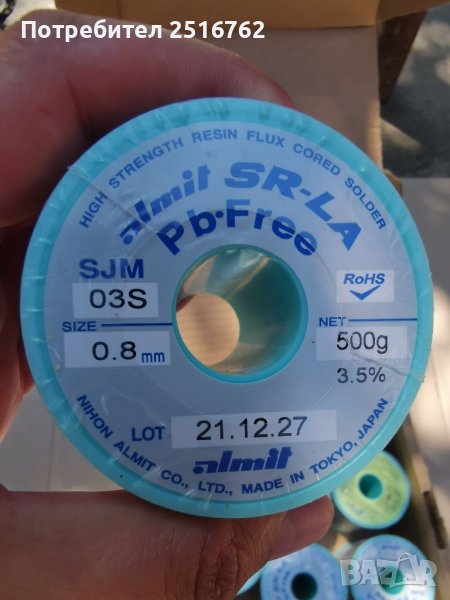 Потребител 2516762
HIGH STRENGTH RESIN FLUX CORED SOLDER
almit SR-LA
Pb·Free
SJM
03S
RoHS
SIZE
0.8 mm
NET
500g
3.5%
LOT 21.12.27
almit
NIHON ALMIT CO., LTD., MADE IN TOKYO, JAPAN
BAZAR